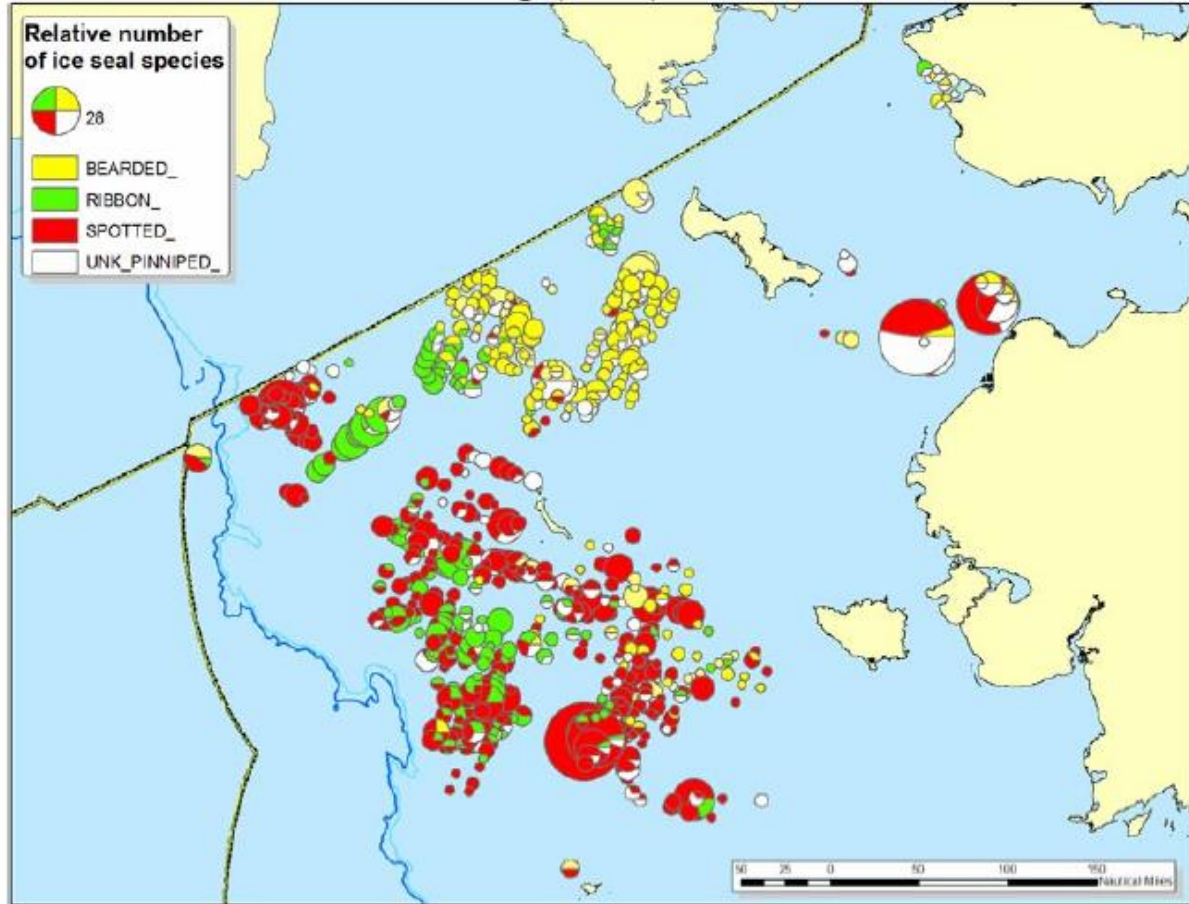 Relative number
of ice seal species
28
BEARDED_
RIBBON_
SPOTTED_
UNK_PINNIPED_
50 25 0 50 100 150
Nautical Miles